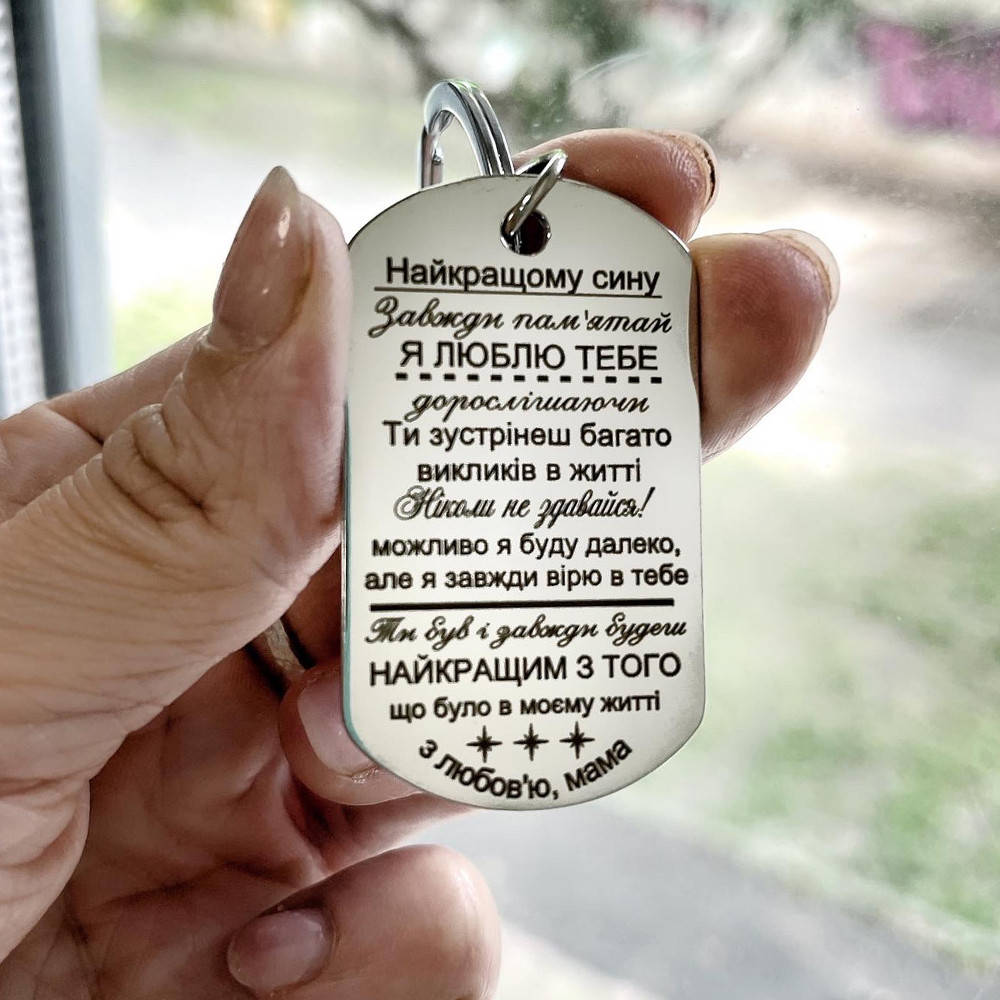 Найкращому сину
Завжди пам'ятай
Я ЛЮБЛЮ ТЕБЕ
дорослішаючи
Ти зустрінеш багато
викликів в житті
Ніколи не здавайся!
можливо я буду далеко,
але я завжди вірю в тебе
Ти був і завжди будеш
НАЙКРАЩИМ З ТОГО
що було в моєму житті
з любов'ю, мама